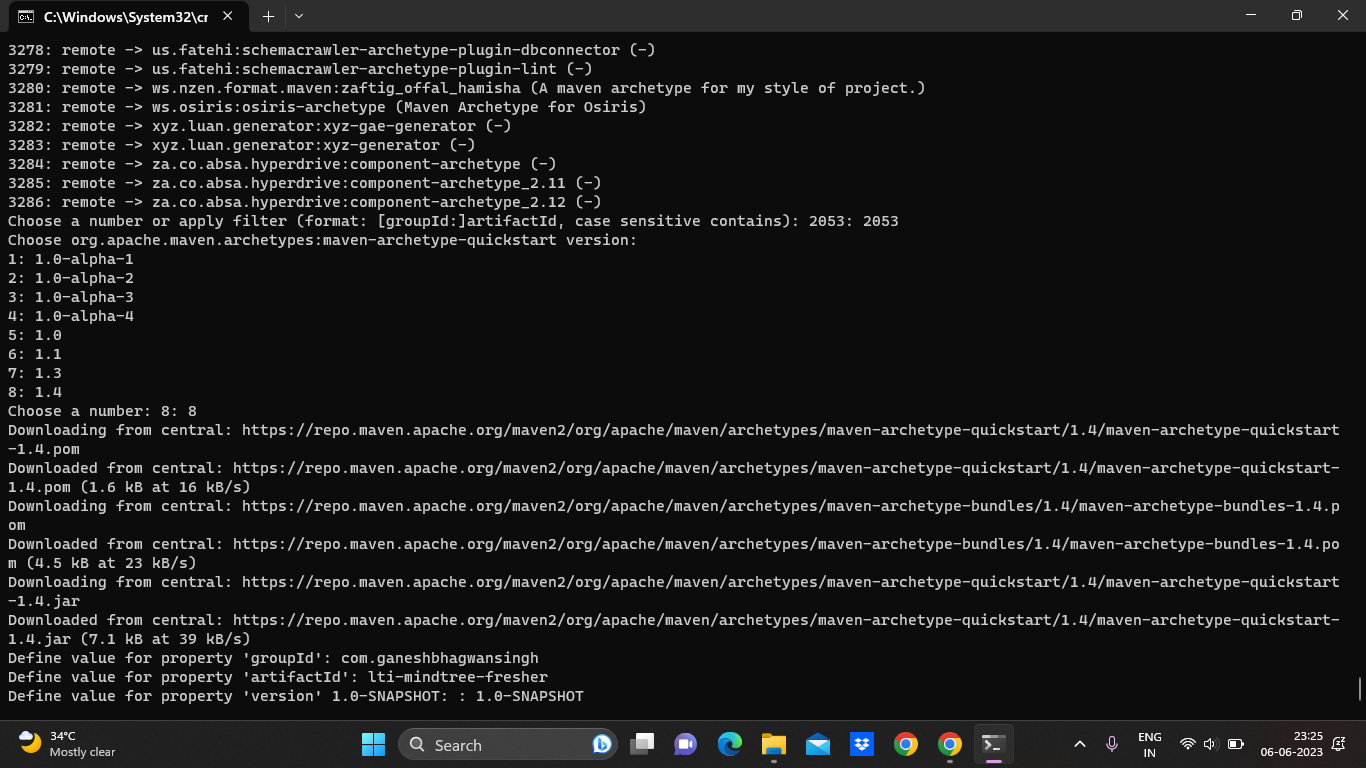 C:\Windows\System32\cr
3278: remote -> us.fatehi:schemacrawler-archetype-plugin-dbconnector (-)
3279: remote -> us.fatehi:schemacrawler-archetype-plugin-lint (-)
3280: remote -> ws.nzen.format.maven:zaftig_offal_hamisha (A maven archetype for my style of project.)
3281: remote -> ws.osiris:osiris-archetype (Maven Archetype for Osiris)
3282: remote -> xyz.luan.generator:xyz-gae-generator (-)
3283: remote -> xyz.luan.generator:xyz-generator (-)
3284: remote -> za.co.absa.hyperdrive:component-archetype (-)
3285: remote -> za.co.absa.hyperdrive:component-archetype_2.11 (-)
3286: remote -> za.co.absa.hyperdrive:component-archetype_2.12 (-)
Choose a number or apply filter (format: [groupId:]artifactId, case sensitive contains): 2053: 2053
Choose org.apache.maven.archetypes:maven-archetype-quickstart version:
1: 1.0-alpha-1
2: 1.0-alpha-2
3: 1.0-alpha-3
4: 1.0-alpha-4
5: 1.0
6: 1.1
7: 1.3
8: 1.4
Choose a number: 8: 8
Downloading from central: https://repo.maven.apache.org/maven2/org/apache/maven/archetypes/maven-archetype-quickstart/1.4/maven-archetype-quickstart
-1.4.pom
Downloaded from central: https://repo.maven.apache.org/maven2/org/apache/maven/archetypes/maven-archetype-quickstart/1.4/maven-archetype-quickstart-
1.4.pom (1.6 kB at 16 kB/s)
Downloading from central: https://repo.maven.apache.org/maven2/org/apache/maven/archetypes/maven-archetype-bundles/1.4/maven-archetype-bundles-1.4.p
om
Downloaded from central: https://repo.maven.apache.org/maven2/org/apache/maven/archetypes/maven-archetype-bundles/1.4/maven-archetype-bundles-1.4.po
m (4.5 kB at 23 kB/s)
Downloading from central: https://repo.maven.apache.org/maven2/org/apache/maven/archetypes/maven-archetype-quickstart/1.4/maven-archetype-quickstart
-1.4.jar
Downloaded from central: https://repo.maven.apache.org/maven2/org/apache/maven/archetypes/maven-archetype-quickstart/1.4/maven-archetype-quickstart-
1.4.jar (7.1 kB at 39 kB/s)
Define value for property 'groupId': com.ganeshbhagwansingh
Define value for property 'artifactId': lti-mindtree-fresher
Define value for property 'version' 1.0-SNAPSHOT: : 1.0-SNAPSHOT
34°C
Mostly clear
Search
ENG
IN
23:25
06-06-2023